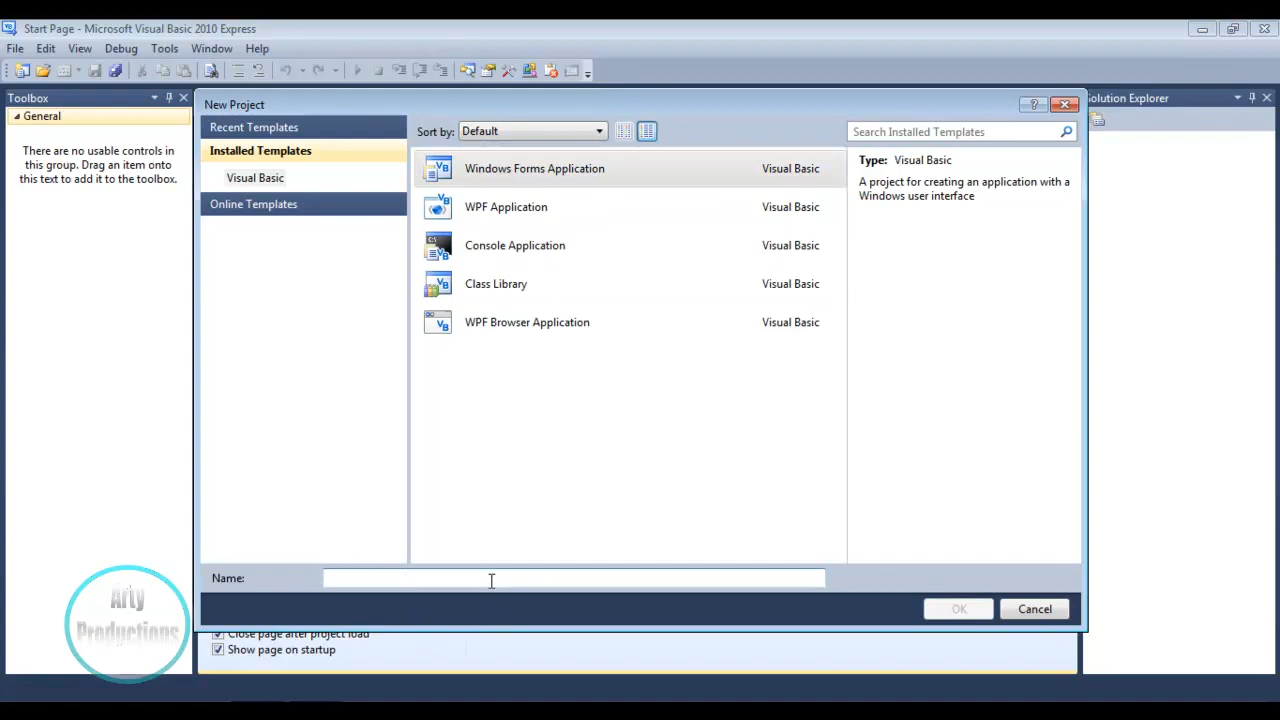 Start Page - Microsoft Visual Basic 2010 Express
File Edit View Debug Tools Window Help
Toolbox
General
There are no usable controls in
this group. Drag an item onto
this text to add it to the toolbox.
New Project
Recent Templates
Installed Templates
Visual Basic
Online Templates
Sort by: Default
Windows Forms Application Visual Basic
WPF Application Visual Basic
Console Application Visual Basic
Class Library Visual Basic
WPF Browser Application Visual Basic
Search Installed Templates
Type: Visual Basic
A project for creating an application with a
Windows user interface
Solution Explorer
Name:
OK Cancel
Close page after project load
Show page on startup
Arty
Productions